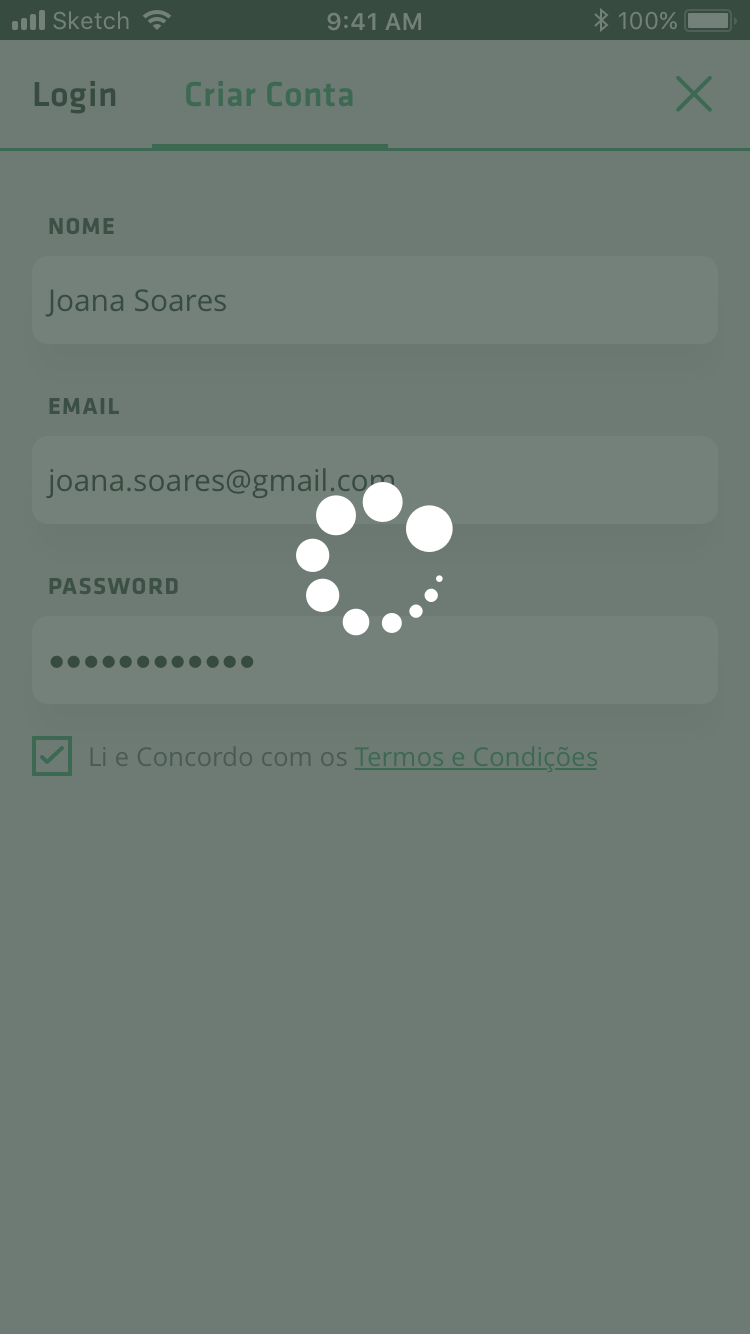 Sketch 9:41 AM 100%
Login Criar Conta
NOME
Joana Soares
EMAIL
joana.soares@gmail.com
PASSWORD
••••••••••••
Li e Concordo com os Termos e Condições